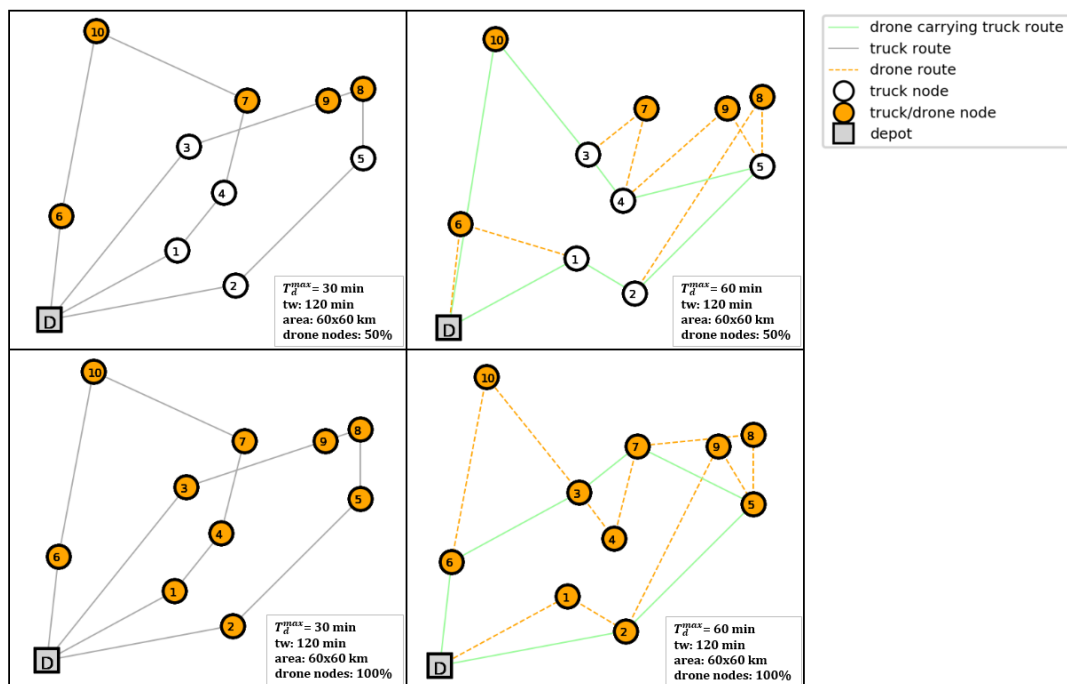 10
7
9
8
3
5
4
6
1
2
D
T_d^max = 30 min
tw: 120 min
area: 60x60 km
drone nodes: 50%
10
7
9
8
3
5
4
6
1
2
D
T_d^max = 60 min
tw: 120 min
area: 60x60 km
drone nodes: 50%
drone carrying truck route
truck route
drone route
truck node
truck/drone node
depot
10
7
9
8
3
5
4
6
1
2
D
T_d^max = 30 min
tw: 120 min
area: 60x60 km
drone nodes: 100%
10
7
9
8
3
5
4
6
1
2
D
T_d^max = 60 min
tw: 120 min
area: 60x60 km
drone nodes: 100%